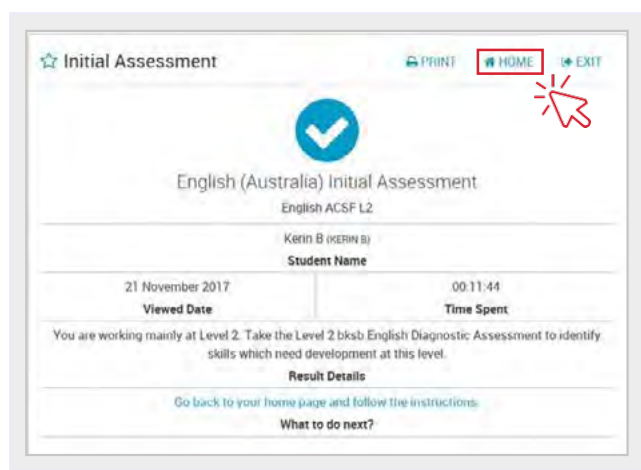 Initial Assessment PRINT HOME EXIT
English (Australia) Initial Assessment
English ACSF L2
Kerin B (KERIN B)
Student Name
21 November 2017 00:11:44
Viewed Date Time Spent
You are working mainly at Level 2. Take the Level 2 bksb English Diagnostic Assessment to identify
skills which need development at this level.
Result Details
Go back to your home page and follow the instructions.
What to do next?